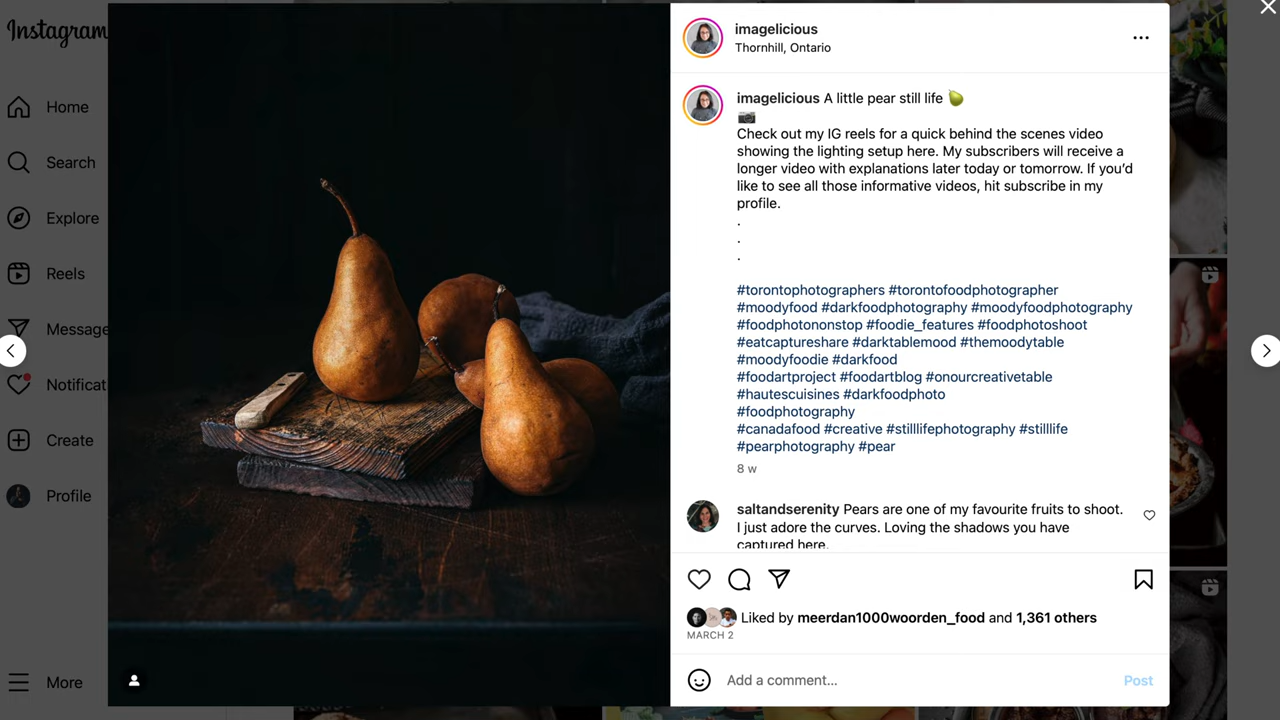 Instagram
Home
Search
Explore
Reels
Message
Notificat
Create
Profile
More
imagelicious
Thornhill, Ontario
imagelicious A little pear still life 🍐
📷
Check out my IG reels for a quick behind the scenes video
showing the lighting setup here. My subscribers will receive a
longer video with explanations later today or tomorrow. If you'd
like to see all those informative videos, hit subscribe in my
profile.
.
.
.
#torontophotographers #torontofoodphotographer
#moodyfood #darkfoodphotography #moodyfoodphotography
#foodphotononstop #foodie_features #foodphotoshoot
#eatcaptureshare #darktablemood #themoodytable
#moodyfoodie #darkfood
#foodartproject #foodartblog #onourcreativetable
#hautescuisines #darkfoodphoto
#foodphotography
#canadafood #creative #stilllifephotography #stilllife
#pearphotography #pear
8 w
saltandserenity Pears are one of my favourite fruits to shoot.
I just adore the curves. Loving the shadows you have
captured here.
Liked by meerdan1000woorden_food and 1,361 others
MARCH 2
Add a comment...
Post